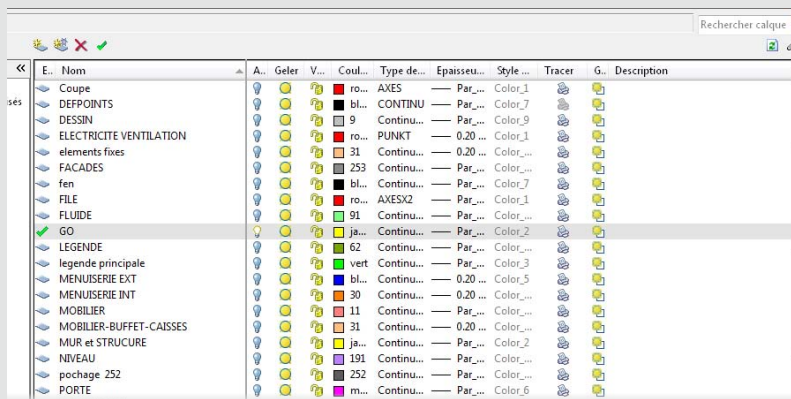 Rechercher calque
« E.. Nom A.. Geler V... Coul... Type de... Epaisseu... Style ... Tracer G.. Description
isés
Coupe ro... AXES Par_... Color_1
DEFPOINTS bl... CONTINU Par_... Color_7
DESSIN 9 Continu... Par_... Color_9
ELECTRICITE VENTILATION ro... PUNKT 0.20 ... Color_1
elements fixes 31 Continu... 0.20 ... Color_...
FACADES 253 Continu... Par_... Color_...
fen bl... Continu... Par_... Color_7
FILE ro... AXESX2 Par_... Color_1
FLUIDE 91 Continu... Par_... Color_...
GO ja... Continu... Par_... Color_2
LEGENDE 62 Continu... Par_... Color_...
legende principale vert Continu... Par_... Color_3
MENUISERIE EXT bl... Continu... 0.20 ... Color_5
MENUISERIE INT 30 Continu... 0.20 ... Color_...
MOBILIER 11 Continu... Par_... Color_...
MOBILIER-BUFFET-CAISSES 31 Continu... 0.20 ... Color_...
MUR et STRUCURE ja... Continu... Par_... Color_2
NIVEAU 191 Continu... Par_... Color_...
pochage 252 252 Continu... Par_... Color_...
PORTE m... Continu... Par_... Color_6